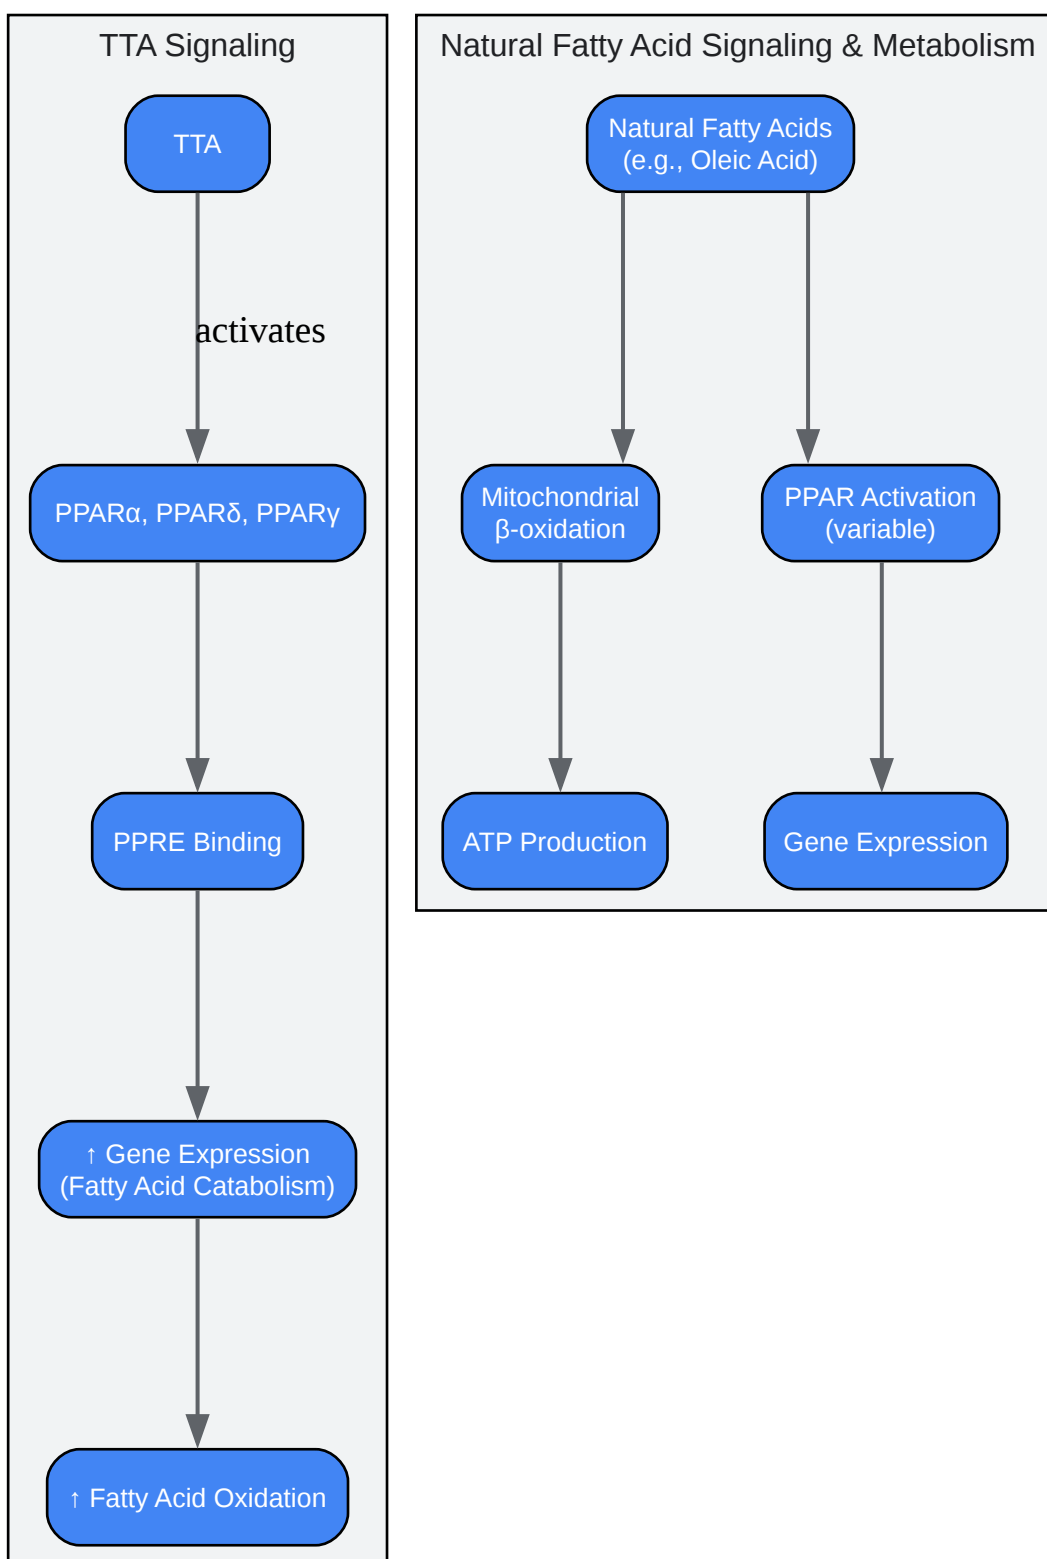 TTA Signaling
TTA
activates
PPARα, PPARδ, PPARγ
PPRE Binding
↑ Gene Expression
(Fatty Acid Catabolism)
↑ Fatty Acid Oxidation
Natural Fatty Acid Signaling & Metabolism
Natural Fatty Acids
(e.g., Oleic Acid)
Mitochondrial
β-oxidation
PPAR Activation
(variable)
ATP Production
Gene Expression